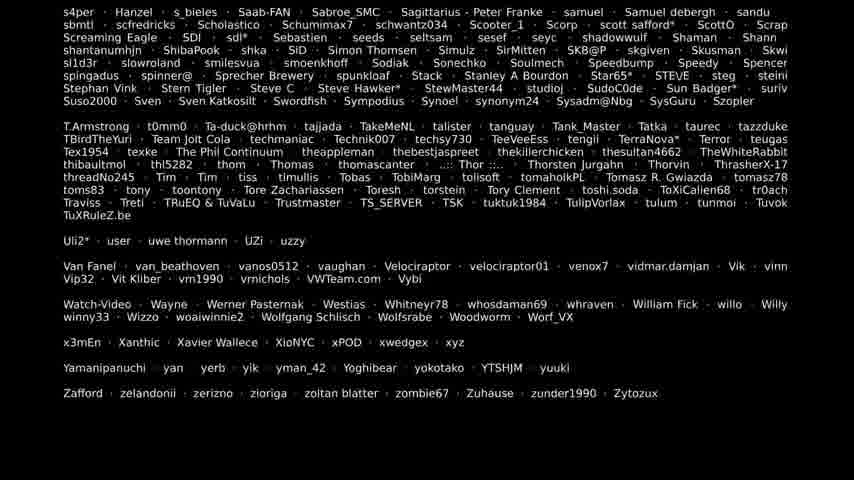 s4per · Hanzel · s_bieles · Saab-FAN · Sabroe_SMC · Sagittarius - Peter Franke · samuel · Samuel debergh · sandu
sbmtl · scfredricks · Scholastico · Schumimax7 · schwantz034 · Scooter_1 · Scorp · scott safford* · ScottO · Scrap
Screaming Eagle · SDI · sdl* · Sebastien · seeds · seltsam · sesef · seyc · shadowwulf · Shaman · Shann
shantanumhjn · ShibaPook · shka · SiD · Simon Thomsen · Simulz · SirMitten · SK8@P · skgiven · Skusman · Skwi
sl1d3r · slowroland · smilesvua · smoenkhoff · Sodiak · Sonechko · Soulmech · Speedbump · Speedy · Spencer
spingadus · spinner@ · Sprecher Brewery · spunkloaf · Stack · Stanley A Bourdon · Star65* · STE\/E · steg · steini
Stephan Vink · Stern Tigler · Steve C · Steve Hawker* · StewMaster44 · studioj · SudoC0de · Sun Badger* · suriv
Suso2000 · Sven · Sven Katkosilt · Swordfish · Sympodius · Synoel · synonym24 · Sysadm@Nbg · SysGuru · Szopler
T.Armstrong · t0mm0 · Ta-duck@hrhm · tajjada · TakeMeNL · talister · tanguay · Tank_Master · Tatka · taurec · tazzduke
TBirdTheYuri · Team Jolt Cola · techmaniac · Technik007 · techsy730 · TeeVeeEss · tengii · TerraNova* · Terror · teugas
Tex1954 · texke · The Phil Continuum · theappleman · thebestjaspreet · thekillerchicken · thesultan4662 · TheWhiteRabbit
thibaultmol · thl5282 · thom · Thomas · thomascanter · ..:: Thor ::.. · Thorsten Jurgahn · Thorvin · ThrasherX-17
threadNo245 · Tim · Tim · tiss · tlmullis · Tobas · TobiMarg · tolisoft · tomaholkPL · Tomasz R. Gwiazda · tomasz78
toms83 · tony · toontony · Tore Zachariassen · Toresh · torstein · Tory Clement · toshi.soda · ToXiCalien68 · tr0ach
Traviss · Treti · TRuEQ & TuVaLu · Trustmaster · TS_SERVER · TSK · tuktuk1984 · TulipVorlax · tulum · tunmoi · Tuvok
TuXRuleZ.be
Uli2* · user · uwe thormann · UZi · uzzy
Van Fanel · van_beathoven · vanos0512 · vaughan · Velociraptor · velociraptor01 · venox7 · vidmar.damjan · Vik · vinn
Vip32 · Vit Kliber · vm1990 · vrnichols · VWTeam.com · Vybi
Watch-Video · Wayne · Werner Pasternak · Westias · Whitneyr78 · whosdaman69 · whraven · William Fick · willo · Willy
winny33 · Wizzo · woaiwinnie2 · Wolfgang Schlisch · Wolfsrabe · Woodworm · Worf_VX
x3mEn · Xanthic · Xavier Wallece · XioNYC · xPOD · xwedgex · xyz
Yamanipanuchi · yan · yerb · yik · yman_42 · Yoghibear · yokotako · YTSHJM · yuuki
Zafford · zelandonii · zerizno · zioriga · zoltan blatter · zombie67 · Zuhause · zunder1990 · Zytozux